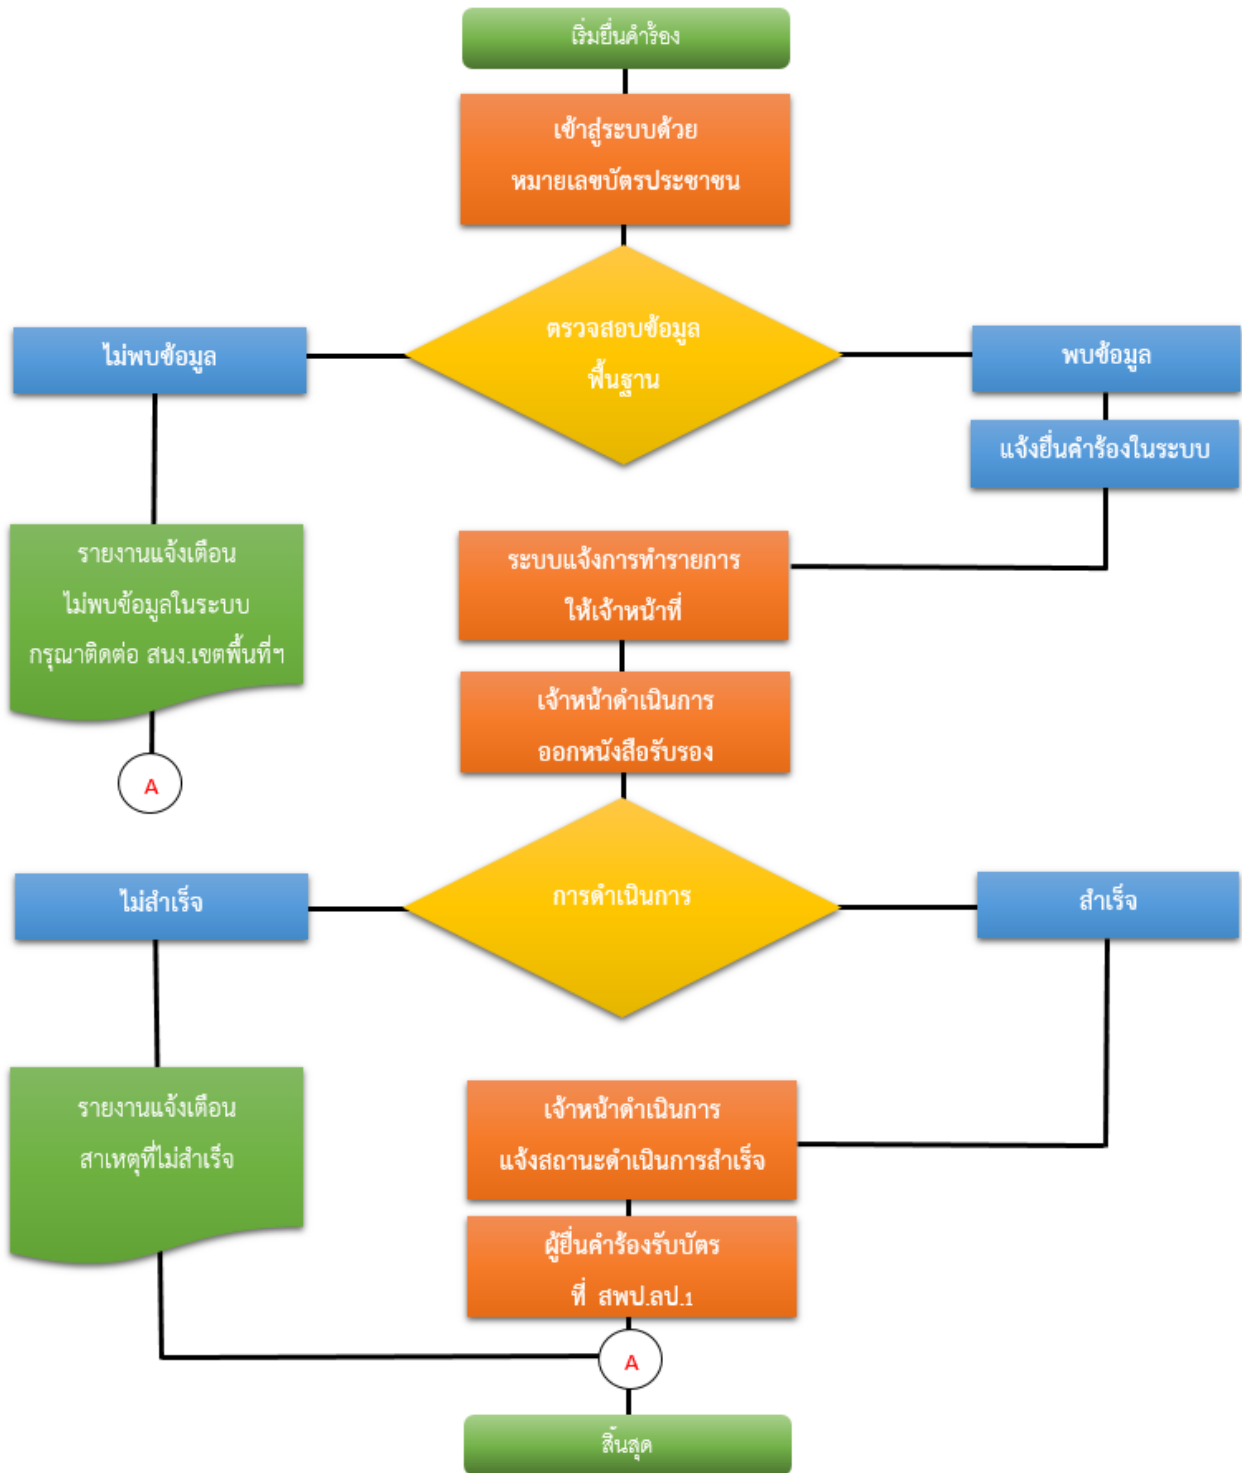 เริ่มยื่นคำร้อง
เข้าสู่ระบบด้วย
หมายเลขบัตรประชาชน
ตรวจสอบข้อมูล
พื้นฐาน
ไม่พบข้อมูล
พบข้อมูล
แจ้งยื่นคำร้องในระบบ
รายงานแจ้งเตือน
ไม่พบข้อมูลในระบบ
กรุณาติดต่อ สนง.เขตพื้นที่ฯ
A
ระบบแจ้งการทำรายการ
ให้เจ้าหน้าที่
เจ้าหน้าดำเนินการ
ออกหนังสือรับรอง
การดำเนินการ
ไม่สำเร็จ
สำเร็จ
รายงานแจ้งเตือน
สาเหตุที่ไม่สำเร็จ
เจ้าหน้าดำเนินการ
แจ้งสถานะดำเนินการสำเร็จ
ผู้ยื่นคำร้องรับบัตร
ที่ สพป.ลป.1
A
สิ้นสุด